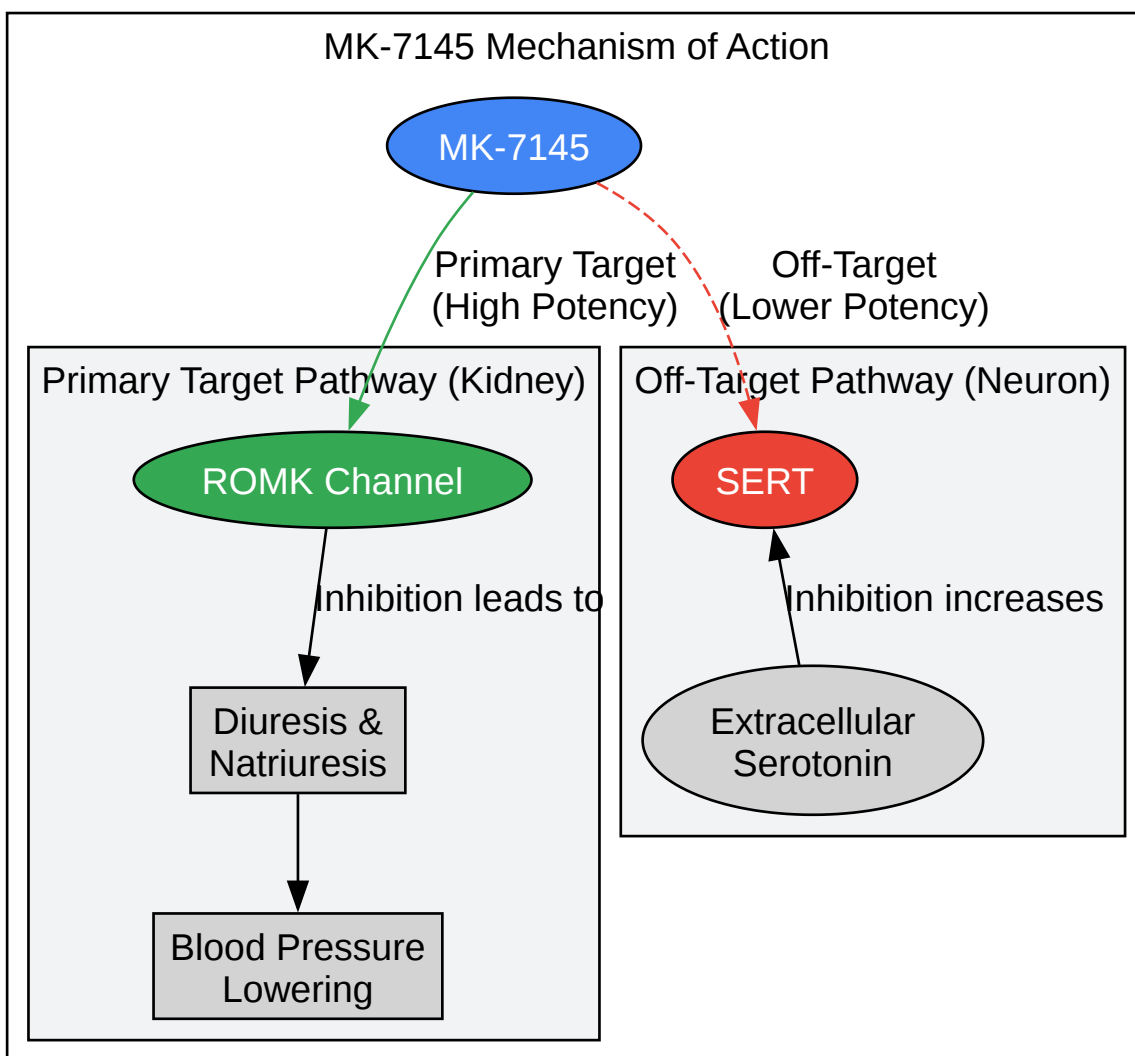 MK-7145 Mechanism of Action
MK-7145
Primary Target
(High Potency)
Off-Target
(Lower Potency)
Primary Target Pathway (Kidney)
Off-Target Pathway (Neuron)
ROMK Channel
SERT
Inhibition leads to
Inhibition increases
Diuresis &
Natriuresis
Extracellular
Serotonin
Blood Pressure
Lowering